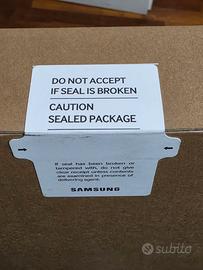 DO NOT ACCEPT
IF SEAL IS BROKEN
CAUTION
SEALED PACKAGE
If seal has been broken or
tampered with, do not give
clear receipt unless contents
are examined in presence of
delivering agent.
SAMSUNG
subito